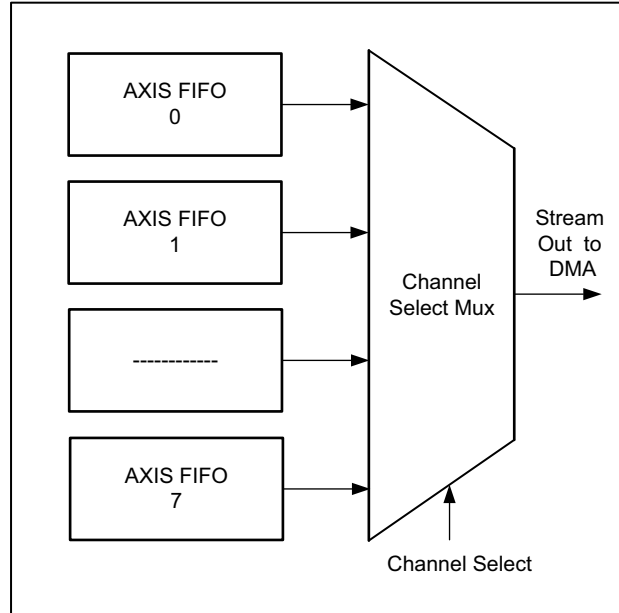 AXIS FIFO
0
AXIS FIFO
1
------------
AXIS FIFO
7
Channel
Select Mux
Stream
Out to
DMA
Channel Select